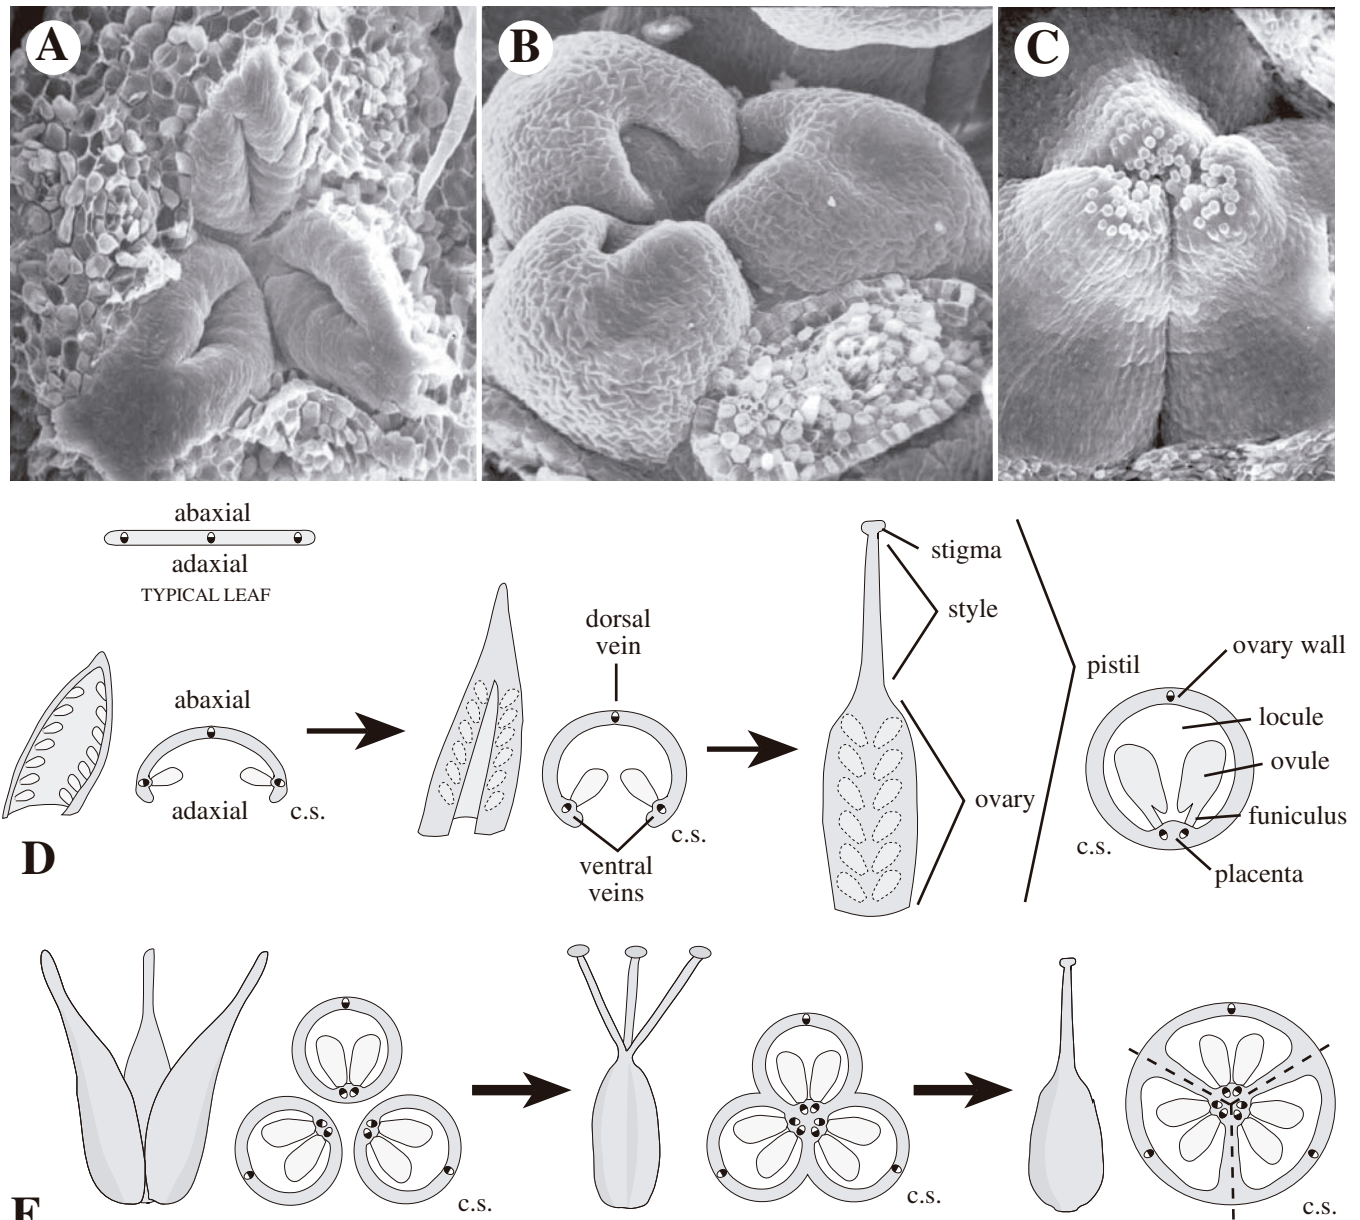 A
B
C
abaxial
adaxial
TYPICAL LEAF
abaxial
adaxial
c.s.
dorsal
vein
ventral
veins
c.s.
stigma
style
ovary
pistil
ovary wall
locule
ovule
funiculus
placenta
c.s.
D
c.s.
c.s.
c.s.